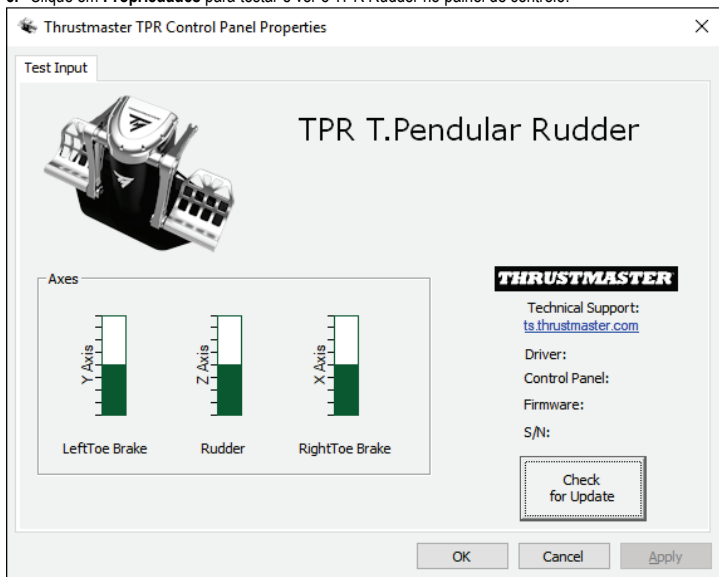 Clique em Propriedades para testar e ver o TPR Rudder no painel de controlo.
Thrustmaster TPR Control Panel Properties
Test Input
TPR T.Pendular Rudder
Axes
Y Axis
Z Axis
X Axis
LeftToe Brake
Rudder
RightToe Brake
THRUSTMASTER
Technical Support:
ts.thrustmaster.com
Driver:
Control Panel:
Firmware:
S/N:
Check
for Update
OK
Cancel
Apply